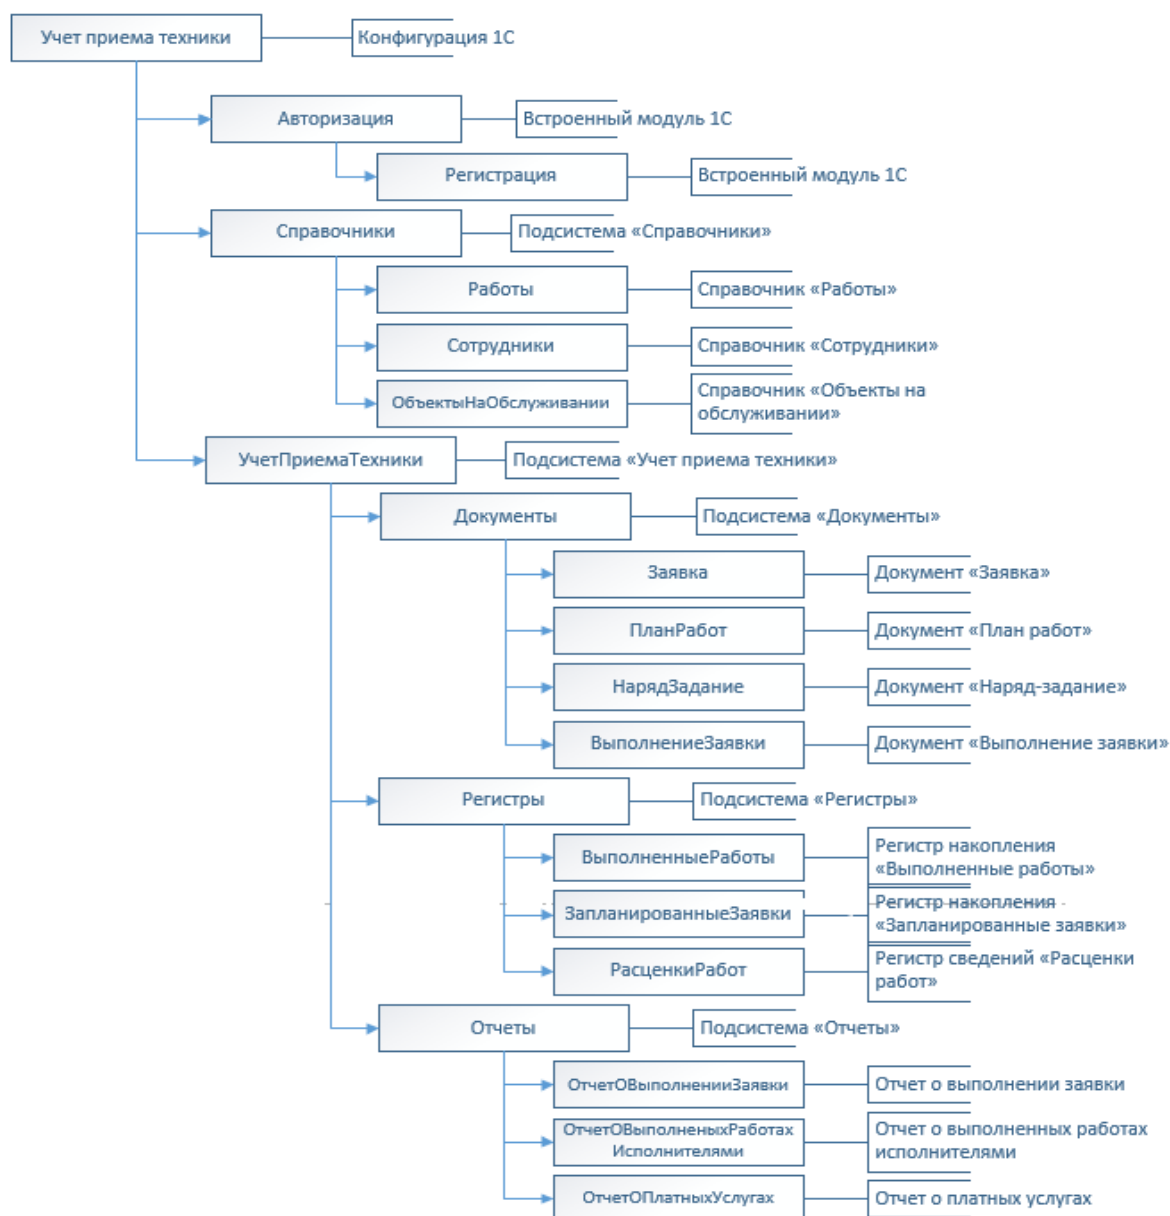 Учет приема техники
Конфигурация 1С
Авторизация
Встроенный модуль 1С
Регистрация
Встроенный модуль 1С
Справочники
Подсистема «Справочники»
Работы
Справочник «Работы»
Сотрудники
Справочник «Сотрудники»
ОбъектыНаОбслуживании
Справочник «Объекты на
обслуживании»
УчетПриемаТехники
Подсистема «Учет приема техники»
Документы
Подсистема «Документы»
Заявка
Документ «Заявка»
ПланРабот
Документ «План работ»
НарядЗадание
Документ «Наряд-задание»
ВыполнениеЗаявки
Документ «Выполнение заявки»
Регистры
Подсистема «Регистры»
ВыполненныеРаботы
Регистр накопления
«Выполненные работы»
ЗапланированныеЗаявки
Регистр накопления
«Запланированные заявки»
РасценкиРабот
Регистр сведений «Расценки
работ»
Отчеты
Подсистема «Отчеты»
ОтчетОВыполненииЗаявки
Отчет о выполнении заявки
ОтчетОВыполненыхРаботах
Исполнителями
Отчет о выполненных работах
исполнителями
ОтчетОПлатныхУслугах
Отчет о платных услугах